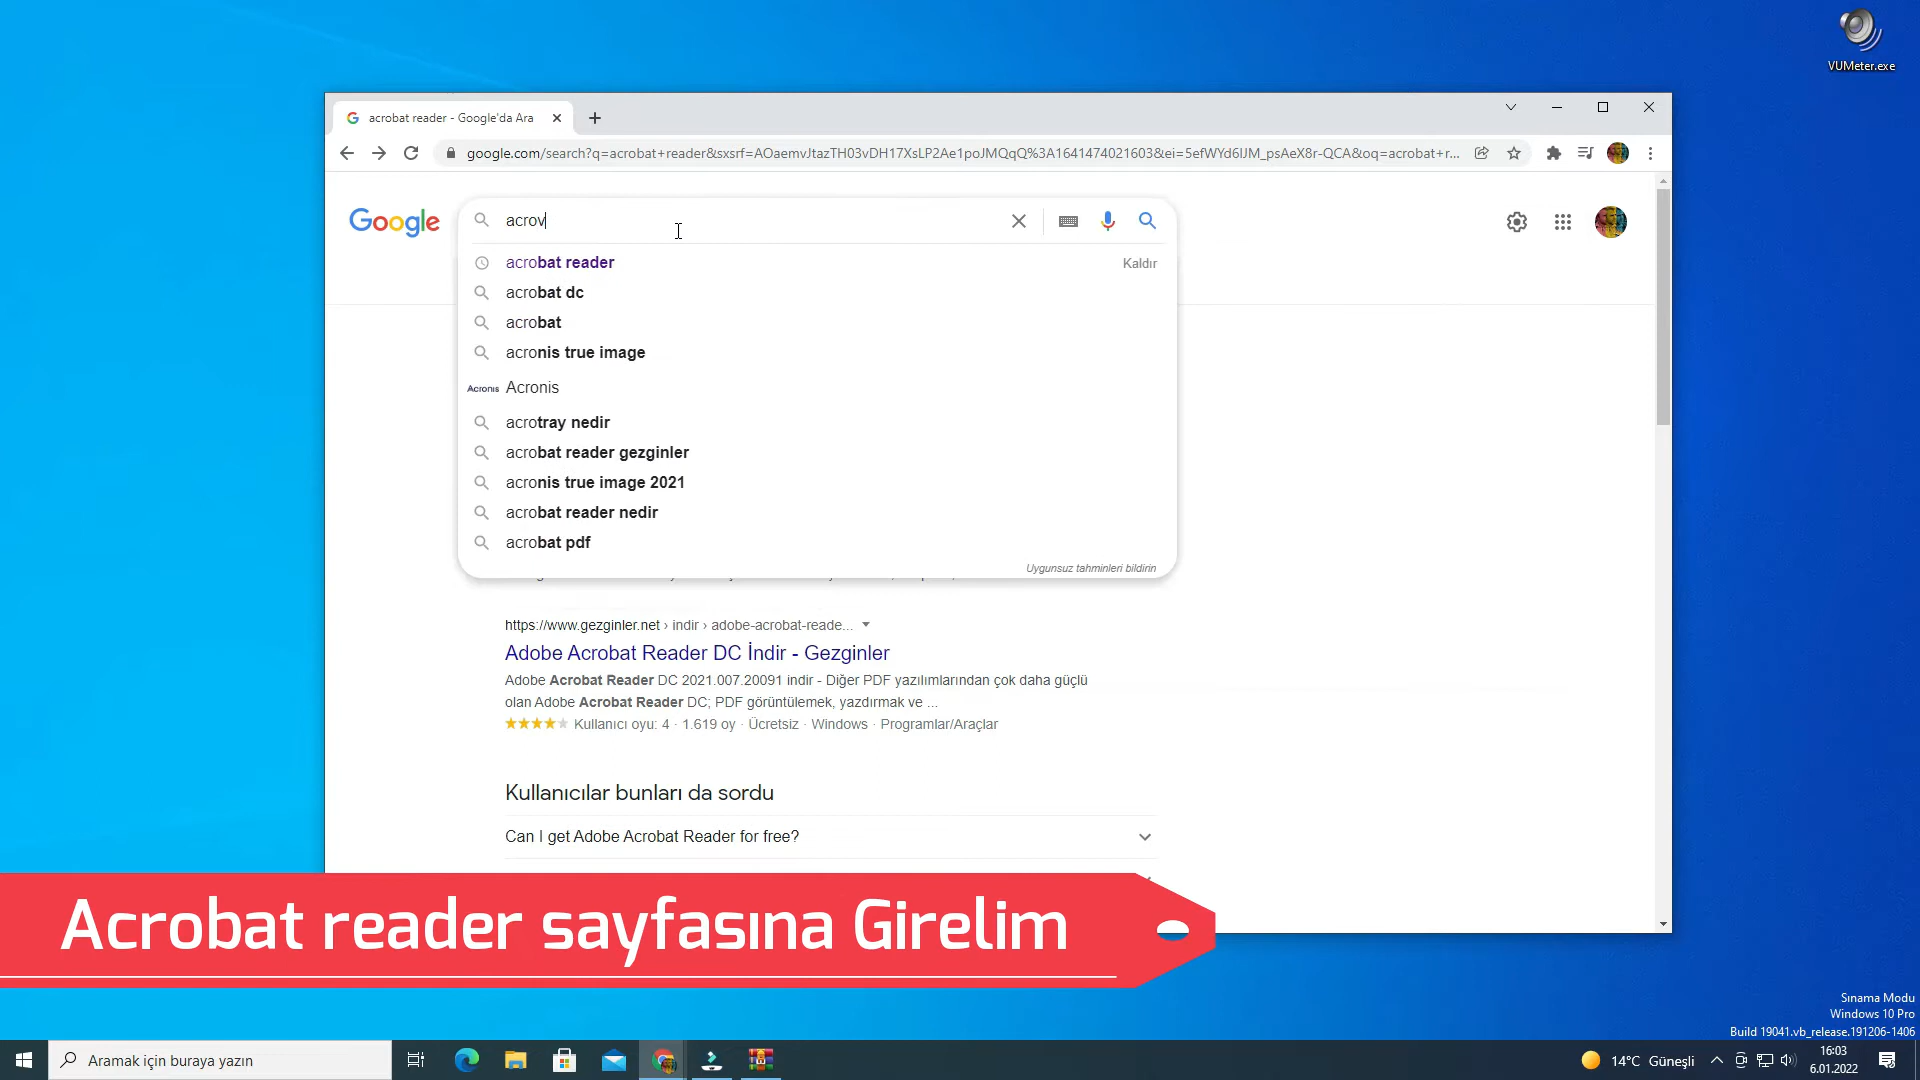 VUMeter.exe
acrobat reader - Google'da Ara
google.com/search?q=acrobat+reader&sxsrf=AOaemvJtazTH03vDH17XsLP2Ae1poJMQqQ%3A1641474021603&ei=5efWYd6lJM_psAeX8r-QCA&oq=acrobat+r...
Google
acrov
acrobat reader Kaldır
acrobat dc
acrobat
acronis true image
Acronis Acronis
acrotray nedir
acrobat reader gezginler
acronis true image 2021
acrobat reader nedir
acrobat pdf
Uygunsuz tahminleri bildirin
https://www.gezginler.net › indir › adobe-acrobat-reade...
Adobe Acrobat Reader DC İndir - Gezginler
Adobe Acrobat Reader DC 2021.007.20091 indir - Diğer PDF yazılımlarından çok daha güçlü
olan Adobe Acrobat Reader DC; PDF görüntülemek, yazdırmak ve ...
Kullanıcı oyu: 4 · 1.619 oy · Ücretsiz · Windows · Programlar/Araçlar
Kullanıcılar bunları da sordu
Can I get Adobe Acrobat Reader for free?
Acrobat reader sayfasına Girelim
Sınama Modu
Windows 10 Pro
Build 19041.vb_release.191206-1406
Aramak için buraya yazın
14°C Güneşli
16:03
6.01.2022